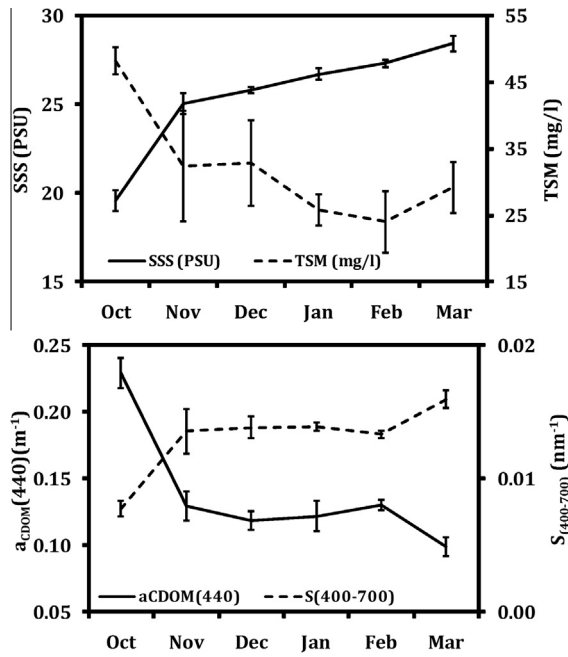 30
25
20
15
SSS (PSU)
55
45
35
25
15
TSM (mg/l)
SSS (PSU) TSM (mg/l)
Oct Nov Dec Jan Feb Mar
0.25
0.20
0.15
0.10
0.05
aCDOM(440)(m-1)
0.02
0.01
0.00
S(400-700) (nm-1)
aCDOM(440) S(400-700)
Oct Nov Dec Jan Feb Mar